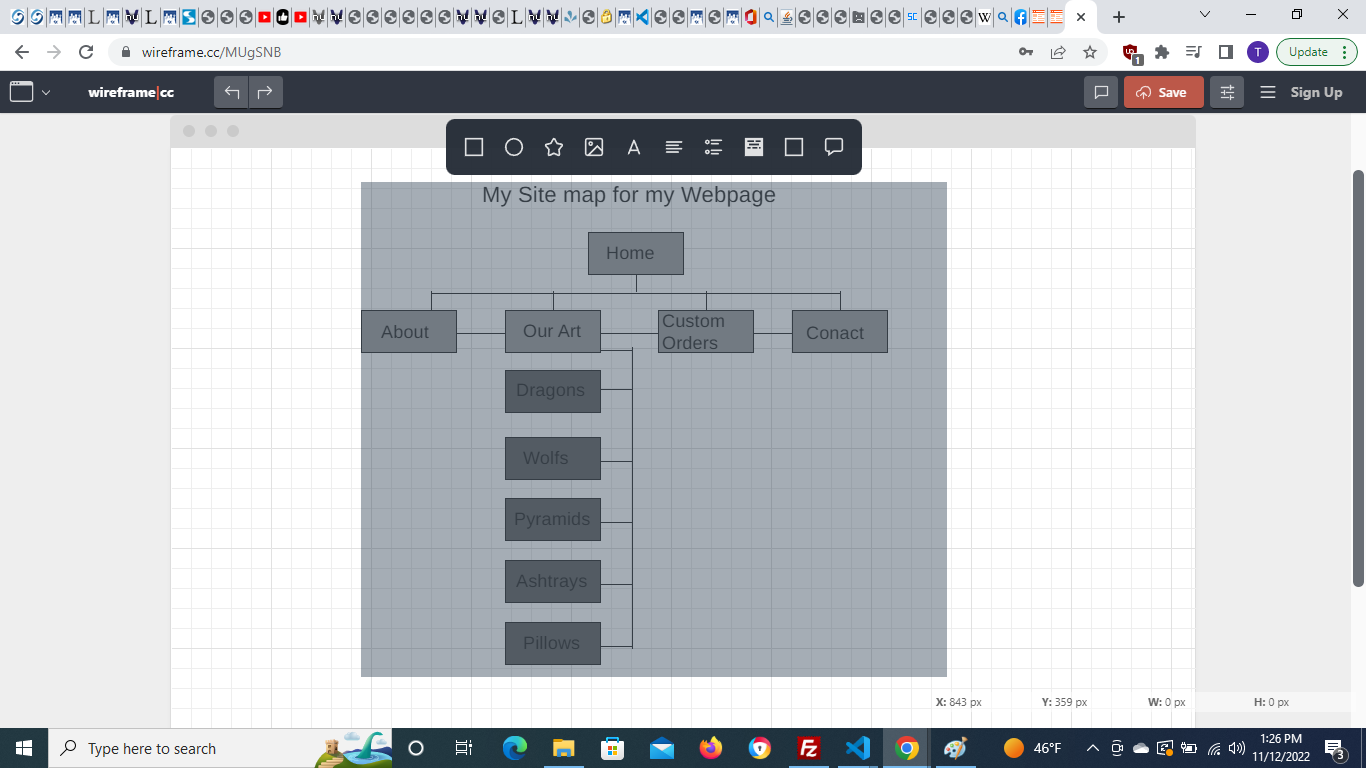 wireframe.cc/MUgSNB
Update
wireframe|cc
Save
Sign Up
My Site map for my Webpage
Home
About
Our Art
Custom
Orders
Conact
Dragons
Wolfs
Pyramids
Ashtrays
Pillows
X: 843 px Y: 359 px W: 0 px H: 0 px
Type here to search
46°F
1:26 PM
11/12/2022
3